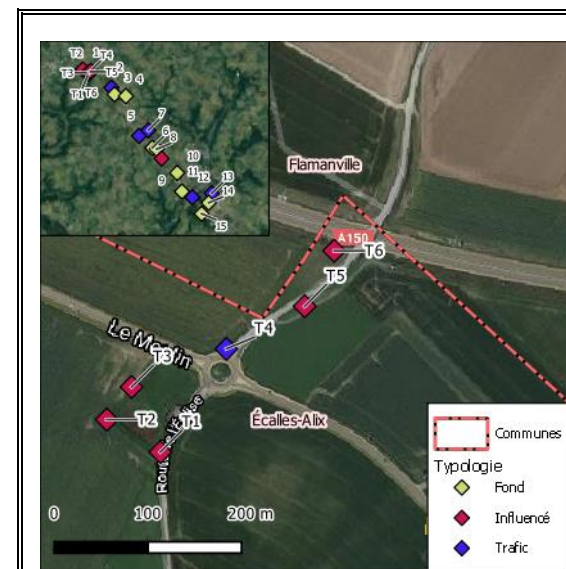 T2
1
T4
T3
T5
2
T1
T6
3
4
5
7
6
8
10
11
9
12
13
14
15
Flamanville
A150
T6
T5
T4
Le
T3
T2
Écalles-Alix
T1
Communes
Typologie
Fond
Influencé
Trafic
0 100 200 m